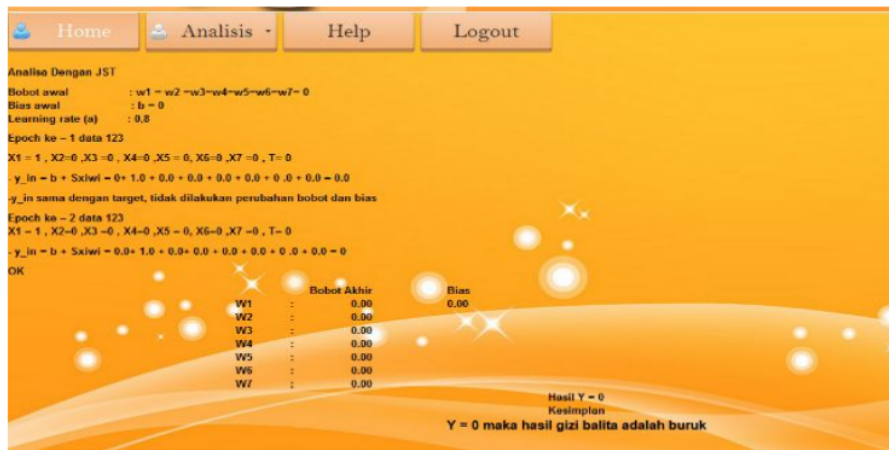 Home Analisis Help Logout
Analisa Dengan JST
Bobot awal : w1 = w2 =w3=w4=w5=w6=w7= 0
Bias awal : b = 0
Learning rate (a) : 0,8
Epoch ke – 1 data 123
X1 = 1 , X2=0 ,X3 =0 , X4=0 ,X5 = 0, X6=0 ,X7 =0 , T= 0
- y_in = b + Sxiwi = 0+ 1.0 + 0.0 + 0.0 + 0.0 + 0.0 + 0 .0 + 0.0 = 0.0
-y_in sama dengan target, tidak dilakukan perubahan bobot dan bias
Epoch ke – 2 data 123
X1 = 1 , X2=0 ,X3 =0 , X4=0 ,X5 = 0, X6=0 ,X7 =0 , T= 0
- y_in = b + Sxiwi = 0.0+ 1.0 + 0.0+ 0.0 + 0.0 + 0.0 + 0 .0 + 0.0 = 0
OK
Bobot Akhir Bias
W1 : 0.00 0.00
W2 : 0.00
W3 : 0.00
W4 : 0.00
W5 : 0.00
W6 : 0.00
W7 : 0.00
Hasil Y = 0
Kesimplan
Y = 0 maka hasil gizi balita adalah buruk